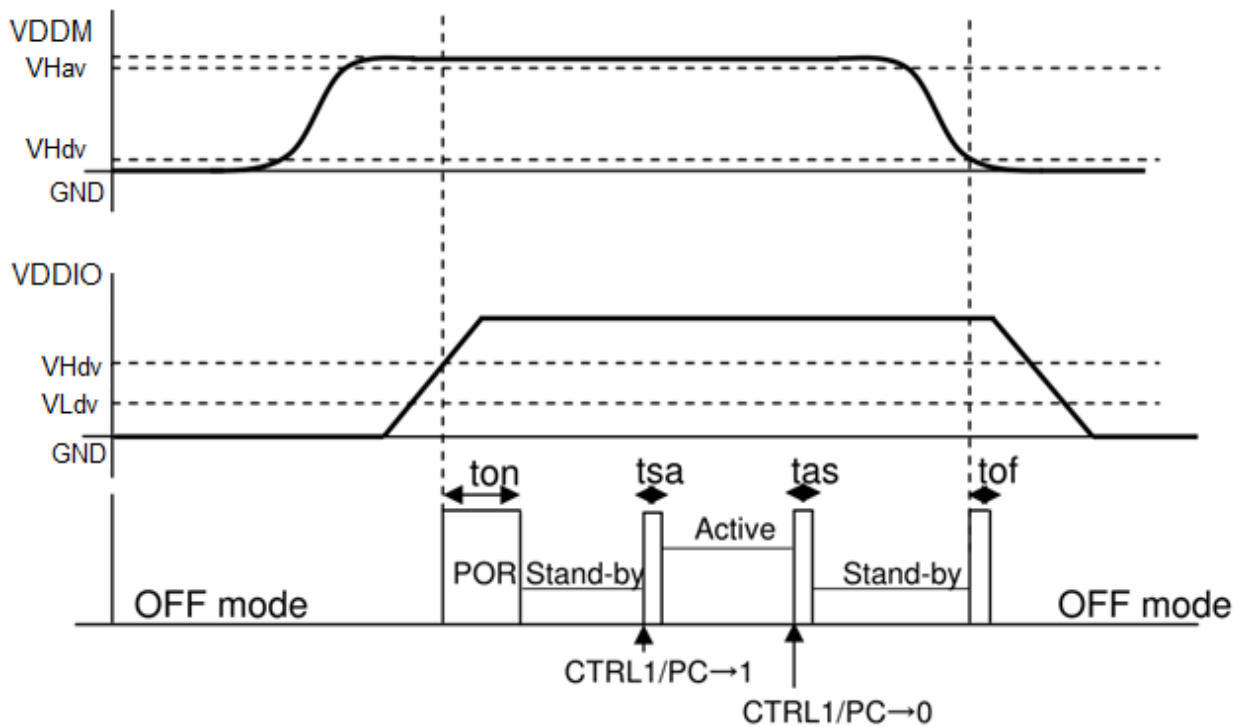 VDDM
VHav
VHdv
GND
VDDIO
VHdv
VLdv
GND
ton
tsa
tas
tof
Active
POR
Stand-by
Stand-by
OFF mode
OFF mode
CTRL1/PC→1
CTRL1/PC→0